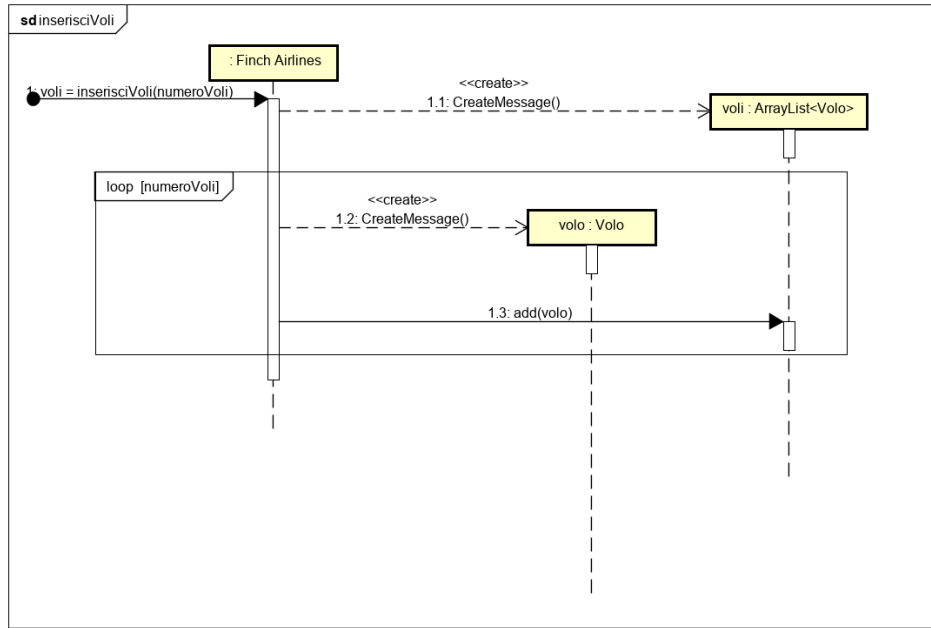 sd inserisciVoli
: Finch Airlines
1: voli = inserisciVoli(numeroVoli)
<<create>>
1.1: CreateMessage()
voli : ArrayList<Volo>
loop [numeroVoli]
<<create>>
1.2: CreateMessage()
volo : Volo
1.3: add(volo)